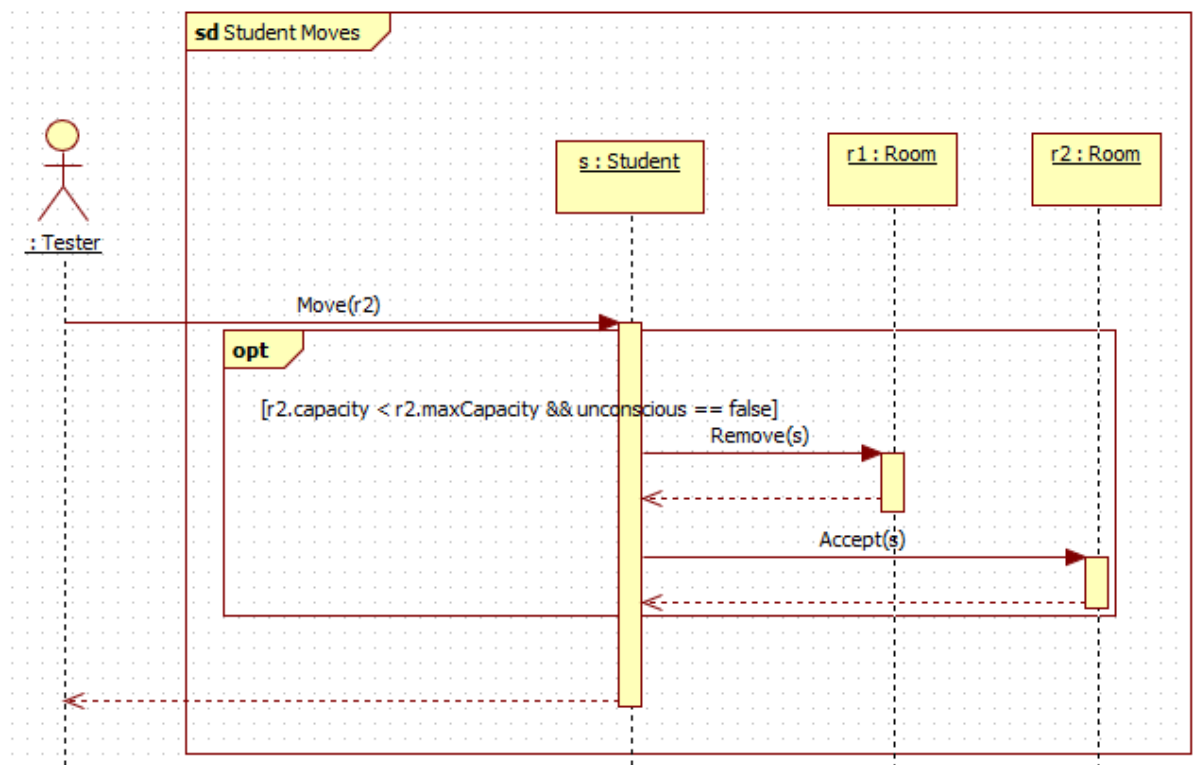 sd Student Moves
s : Student
r1 : Room
r2 : Room
: Tester
Move(r2)
opt
[r2.capacity < r2.maxCapacity && unconscious == false]
Remove(s)
Accept(s)